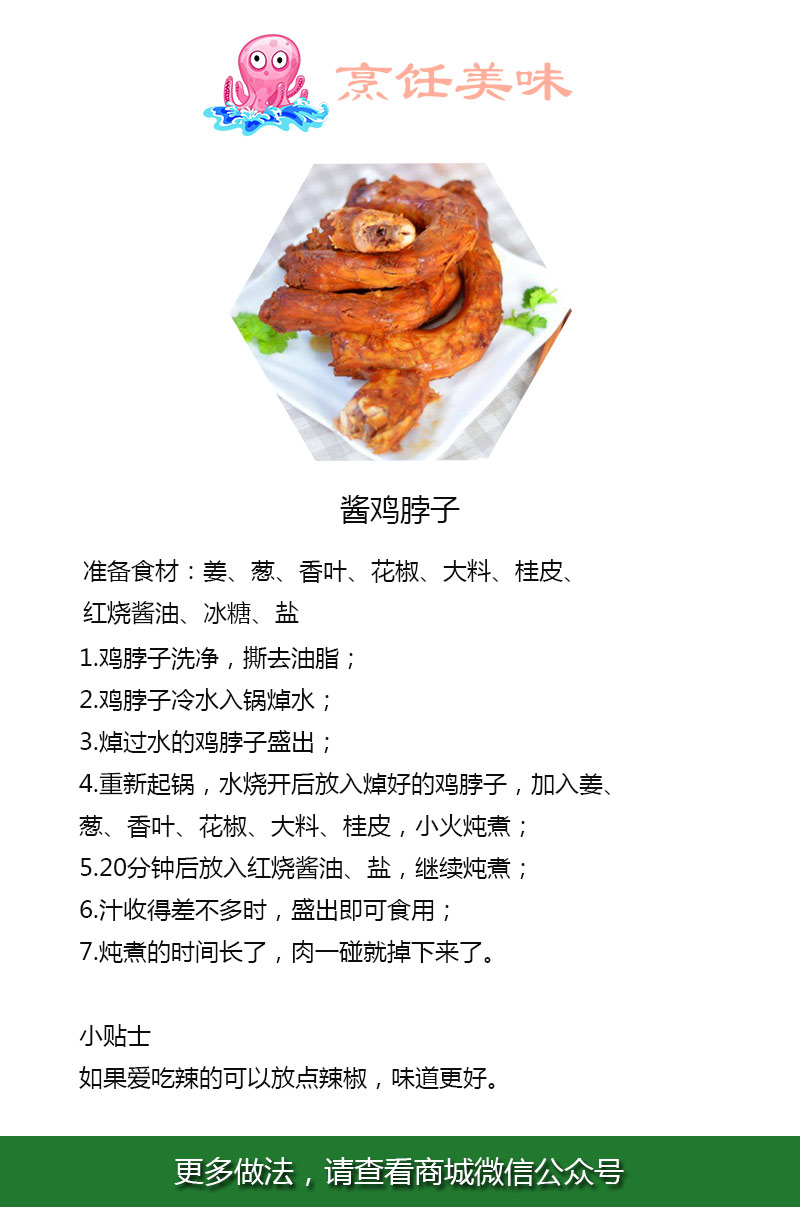 烹饪美味
酱鸡脖子
准备食材：姜、葱、香叶、花椒、大料、桂皮、
红烧酱油、冰糖、盐
1.鸡脖子洗净，撕去油脂；
2.鸡脖子冷水入锅焯水；
3.焯过水的鸡脖子盛出；
4.重新起锅，水烧开后放入焯好的鸡脖子，加入姜、
葱、香叶、花椒、大料、桂皮，小火炖煮；
5.20分钟后放入红烧酱油、盐，继续炖煮；
6.汁收得差不多时，盛出即可食用；
7.炖煮的时间长了，肉一碰就掉下来了。
小贴士
如果爱吃辣的可以放点辣椒，味道更好。
更多做法，请查看商城微信公众号